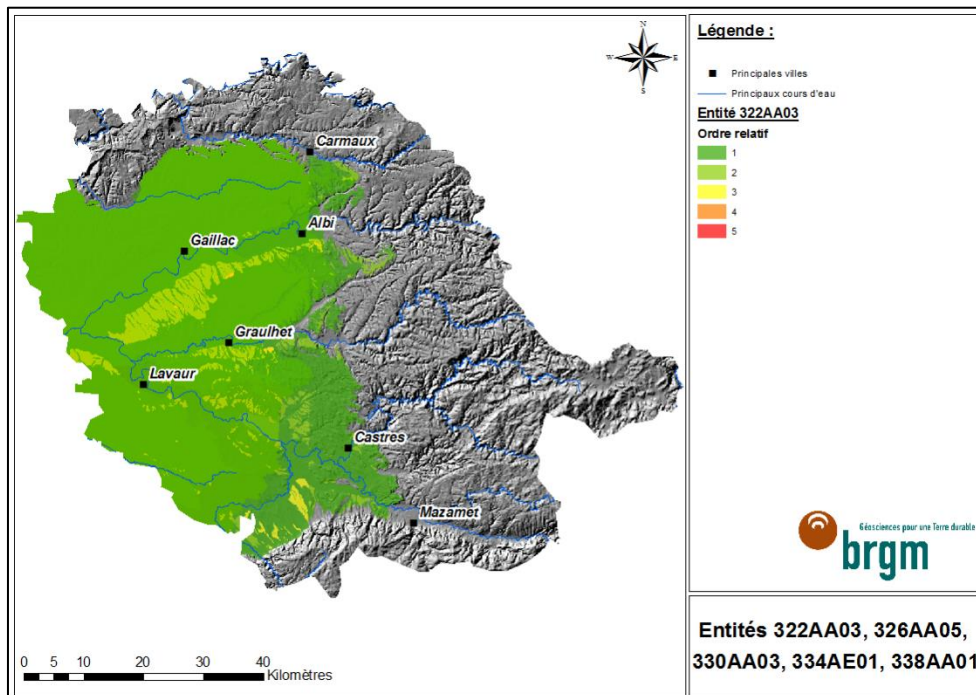 N
W
E
S
Carmaux
Albi
Gaillac
Graulhet
Lavaur
Castres
Mazamet
0 5 10 20 30 40
Kilomètres
Légende :
Principales villes
Principaux cours d'eau
Entité 322AA03
Ordre relatif
1
2
3
4
5
Géosciences pour une Terre durable
brgm
Entités 322AA03, 326AA05,
330AA03, 334AE01, 338AA01